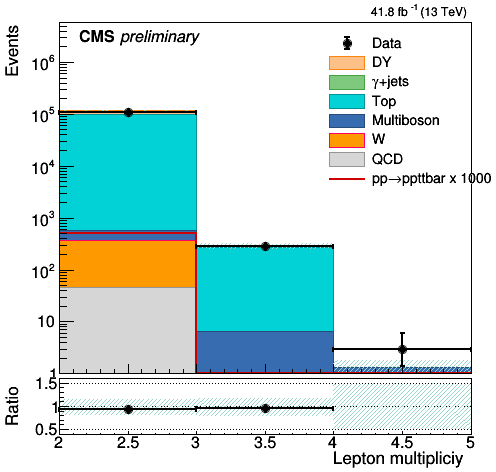 41.8 fb⁻¹ (13 TeV)
CMS preliminary
Events
Data
DY
γ+jets
Top
Multiboson
W
QCD
pp→ppttbar x 1000
10⁶
10⁵
10⁴
10³
10²
10
1
Ratio
1.5
1
0.5
2 2.5 3 3.5 4 4.5 5
Lepton multipliciy